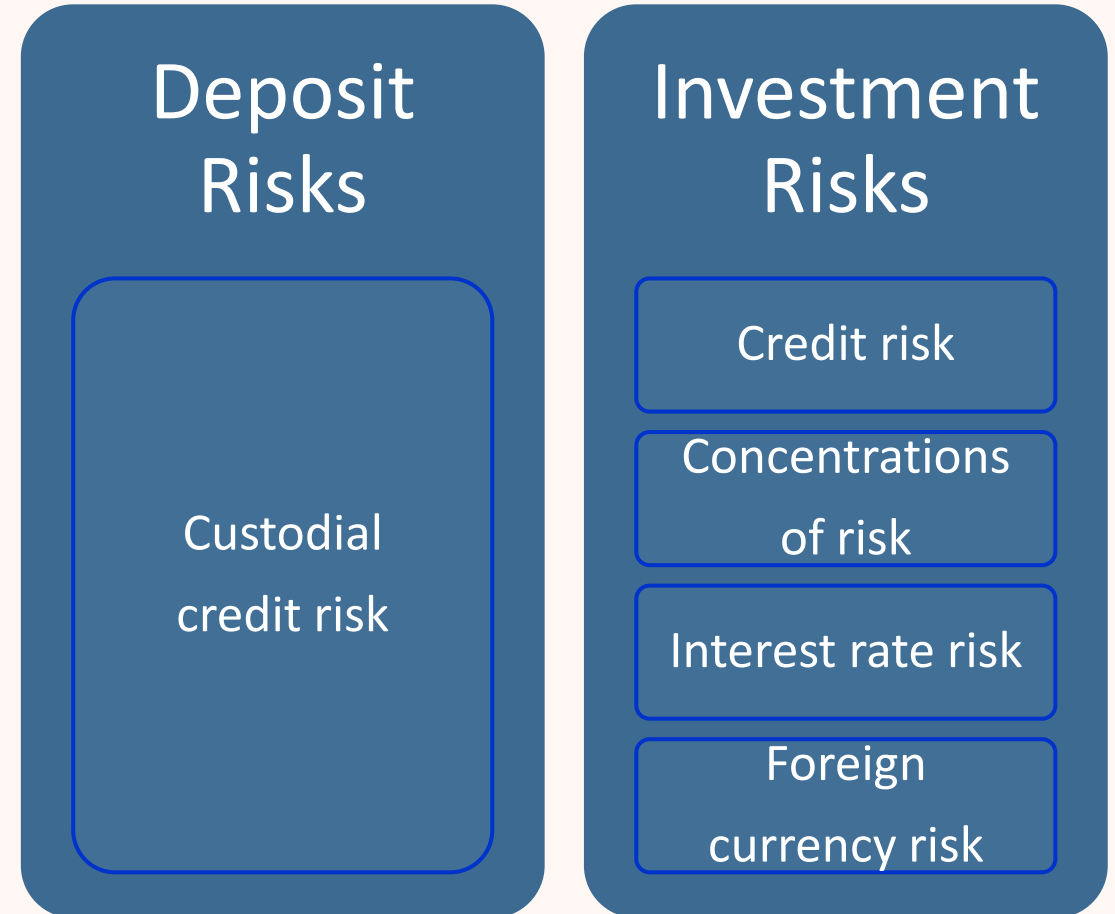 Deposit
Risks
Custodial
credit risk
Investment
Risks
Credit risk
Concentrations
of risk
Interest rate risk
Foreign
currency risk